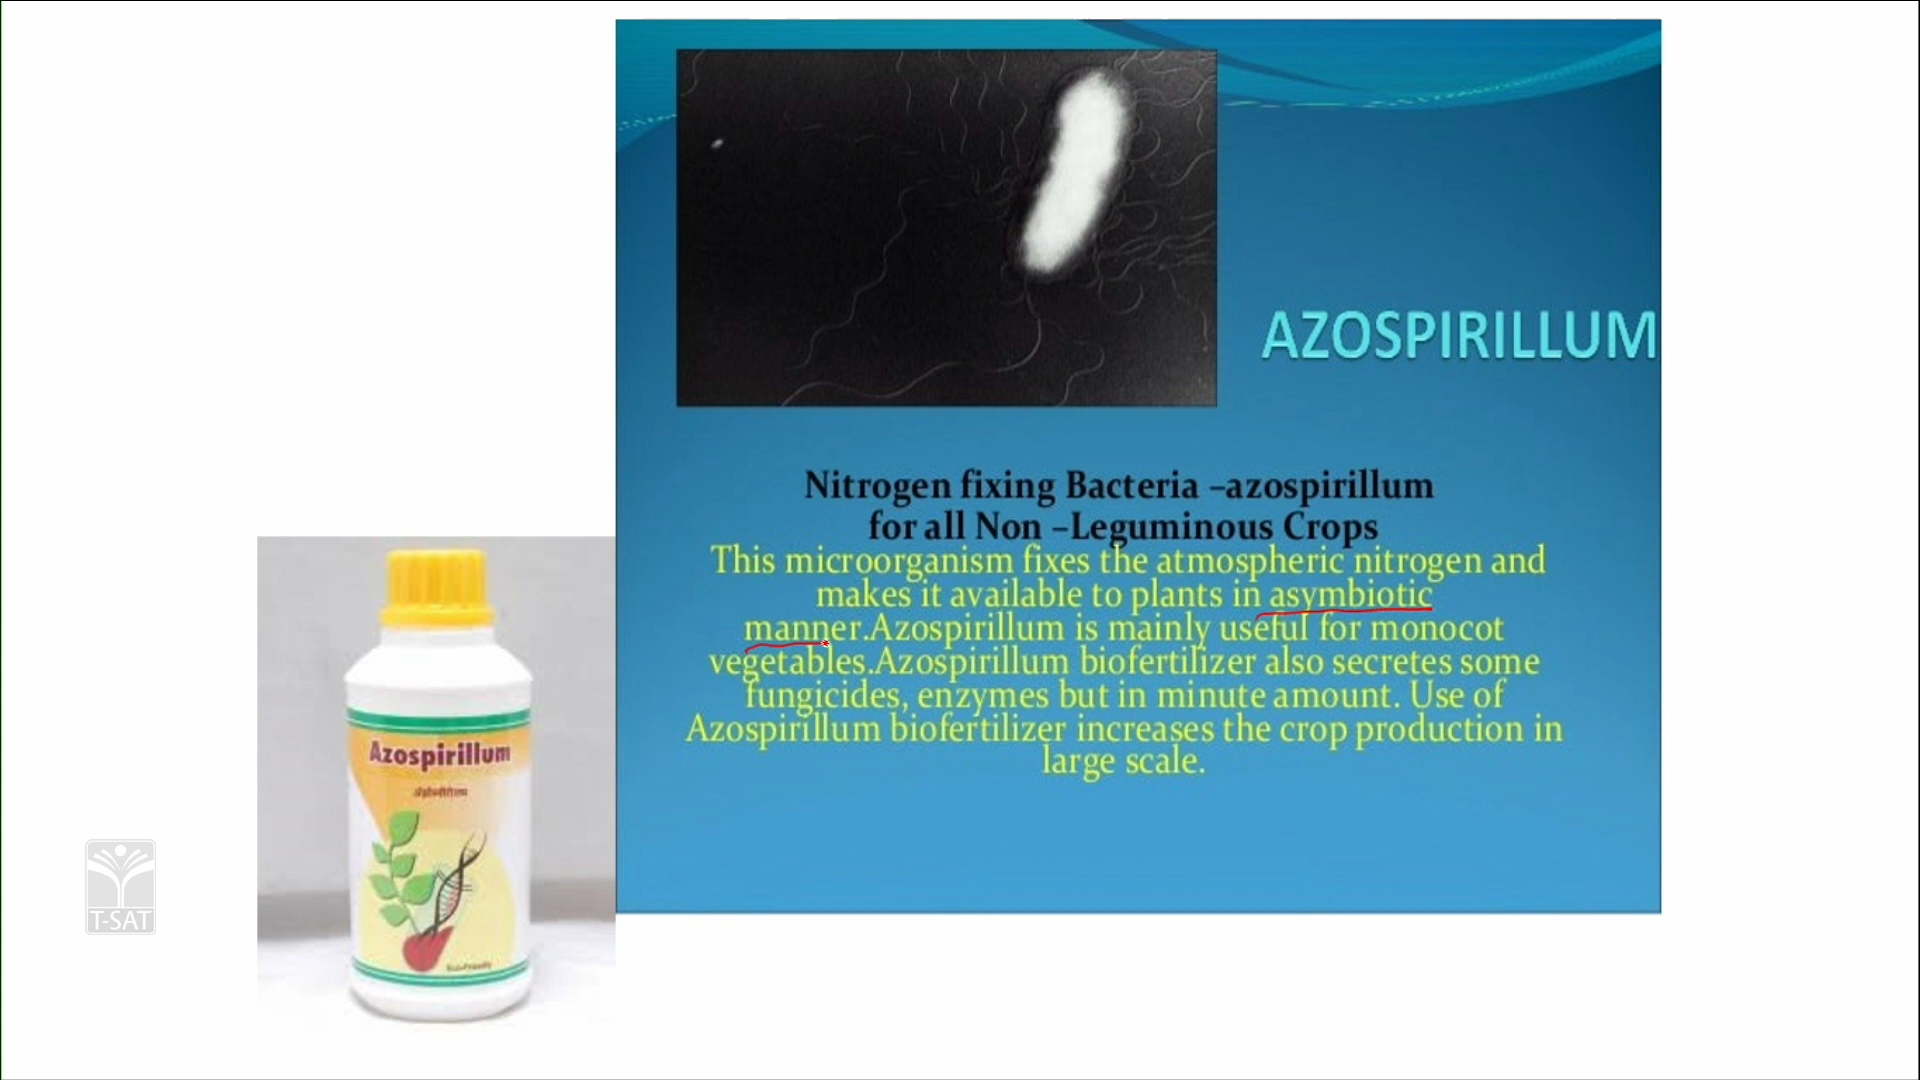 AZOSPIRILLUM
Nitrogen fixing Bacteria –azospirillum
for all Non –Leguminous Crops
This microorganism fixes the atmospheric nitrogen and
makes it available to plants in asymbiotic
manner.Azospirillum is mainly useful for monocot
vegetables.Azospirillum biofertilizer also secretes some
fungicides, enzymes but in minute amount. Use of
Azospirillum biofertilizer increases the crop production in
large scale.
Azospirillum
T-SAT